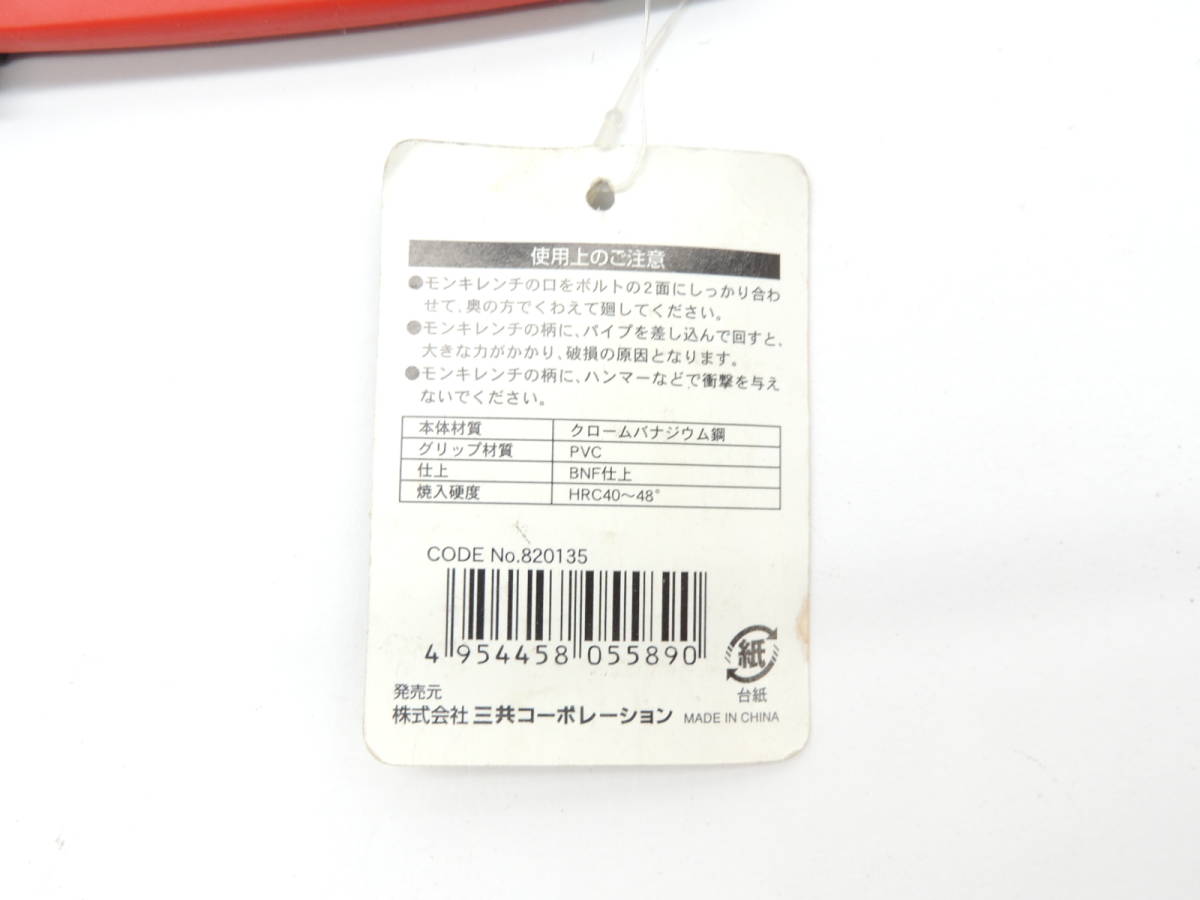 使用上のご注意
●モンキレンチの口をボルトの2面にしっかり合わ
せて、奥の方でくわえて廻してください。
●モンキレンチの柄に、パイプを差し込んで回すと、
大きな力がかかり、破損の原因となります。
●モンキレンチの柄に、ハンマーなどで衝撃を与え
ないでください。
本体材質 クロームバナジウム鋼
グリップ材質 PVC
仕上 BNF仕上
焼入硬度 HRC40〜48°
CODE No.820135
4 954458 055890
紙
台紙
発売元
株式会社 三共コーポレーション MADE IN CHINA